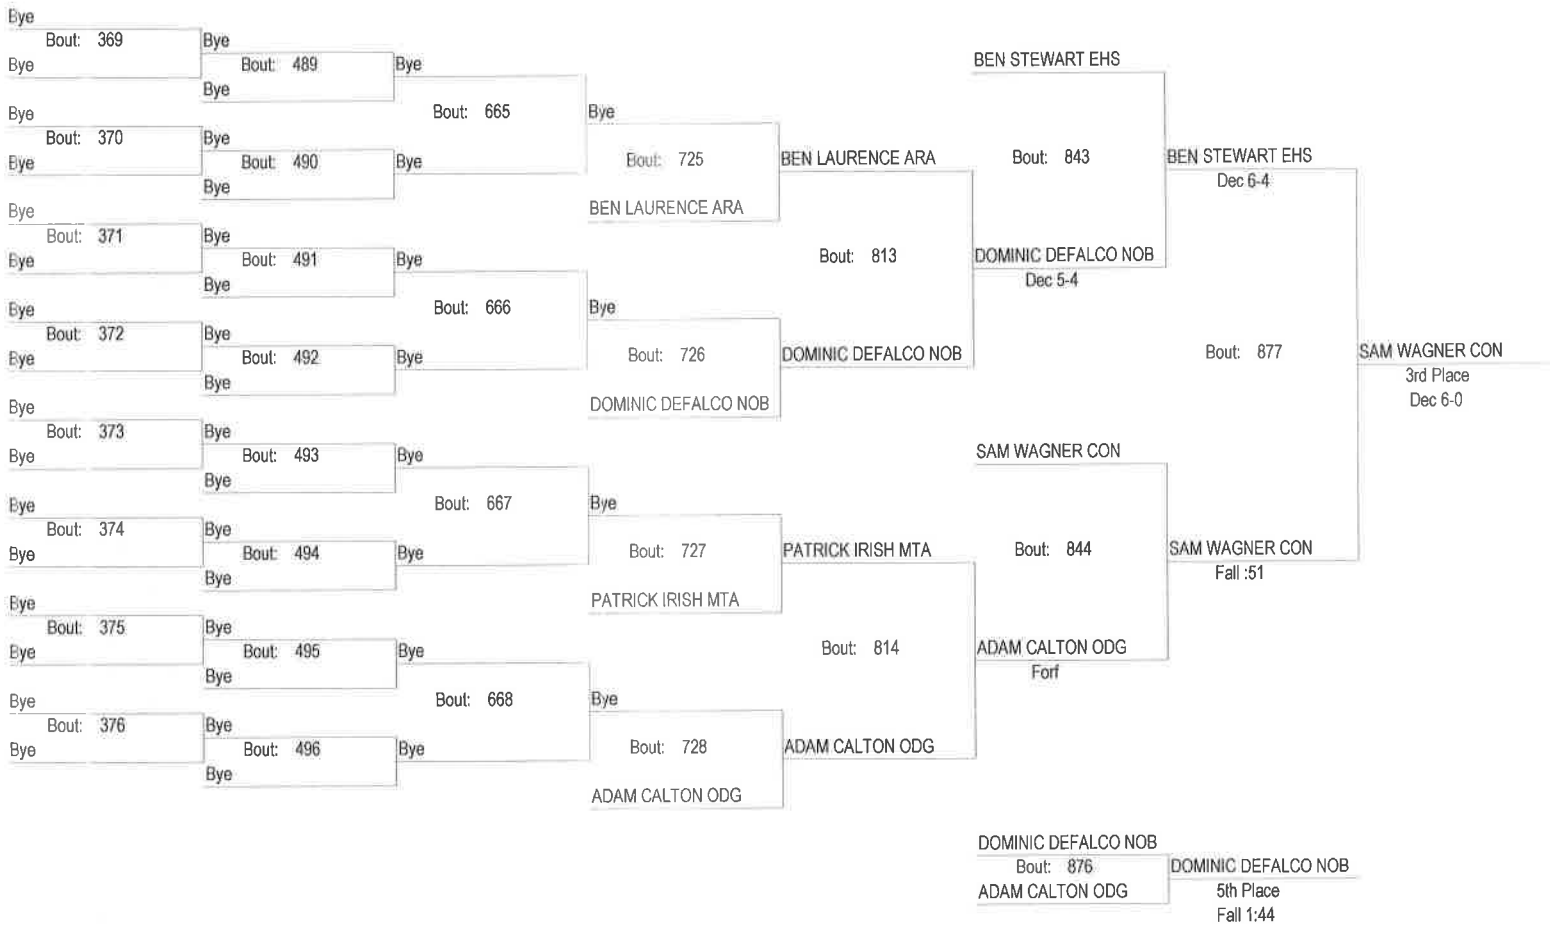 Bye
Bout: 369
Bye
Bye
Bout: 489
Bye
Bye
Bout: 370
Bye
Bye
Bout: 490
Bye
Bye
Bout: 665
Bye
Bye
Bout: 371
Bye
Bye
Bout: 491
Bye
Bye
Bout: 372
Bye
Bye
Bout: 492
Bye
Bye
Bout: 666
Bye
Bye
Bout: 373
Bye
Bye
Bout: 493
Bye
Bye
Bout: 374
Bye
Bye
Bout: 494
Bye
Bye
Bout: 667
Bye
Bye
Bout: 375
Bye
Bye
Bout: 495
Bye
Bye
Bout: 376
Bye
Bye
Bout: 496
Bye
Bye
Bout: 668
Bye
Bye
Bout: 725
BEN LAURENCE ARA
Bye
Bout: 726
DOMINIC DEFALCO NOB
Bye
Bout: 727
PATRICK IRISH MTA
Bye
Bout: 728
ADAM CALTON ODG
BEN LAURENCE ARA
Bout: 813
DOMINIC DEFALCO NOB
PATRICK IRISH MTA
Bout: 814
ADAM CALTON ODG
BEN STEWART EHS
Bout: 843
DOMINIC DEFALCO NOB
Dec 5-4
SAM WAGNER CON
Bout: 844
ADAM CALTON ODG
Forf
BEN STEWART EHS
Dec 6-4
Bout: 877
SAM WAGNER CON
Fall :51
SAM WAGNER CON
3rd Place
Dec 6-0
DOMINIC DEFALCO NOB
Bout: 876
ADAM CALTON ODG
DOMINIC DEFALCO NOB
5th Place
Fall 1:44